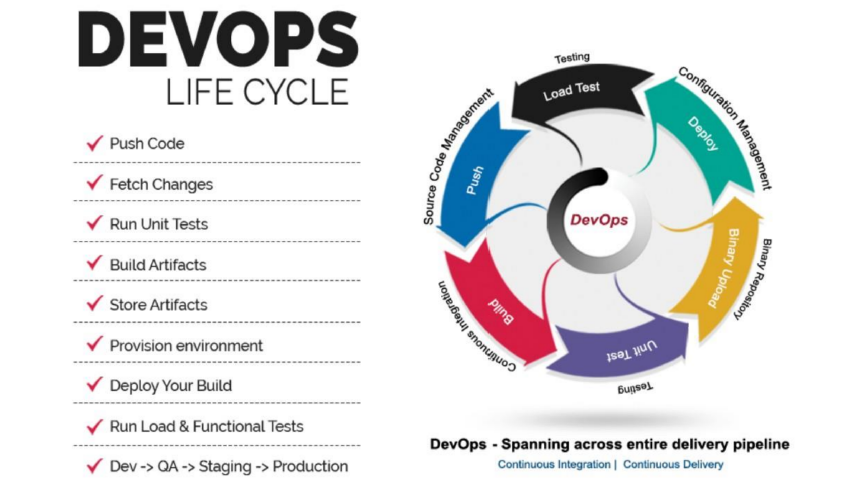 DEVOPS
LIFE CYCLE
Push Code
Fetch Changes
Run Unit Tests
Build Artifacts
Store Artifacts
Provision environment
Deploy Your Build
Run Load & Functional Tests
Dev -> QA -> Staging -> Production
Testing
Load Test
Configuration Management
Deploy
Binary Repository
Binary Upload
Unit Test
Testing
Build
Continuous Integration
Push
Source Code Management
DevOps
DevOps - Spanning across entire delivery pipeline
Continuous Integration | Continuous Delivery